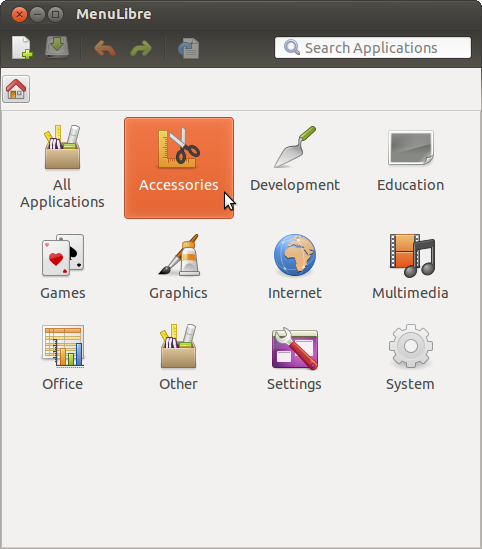 MenuLibre
Search Applications
All
Applications
Accessories
Development
Education
Games
Graphics
Internet
Multimedia
Office
Other
Settings
System